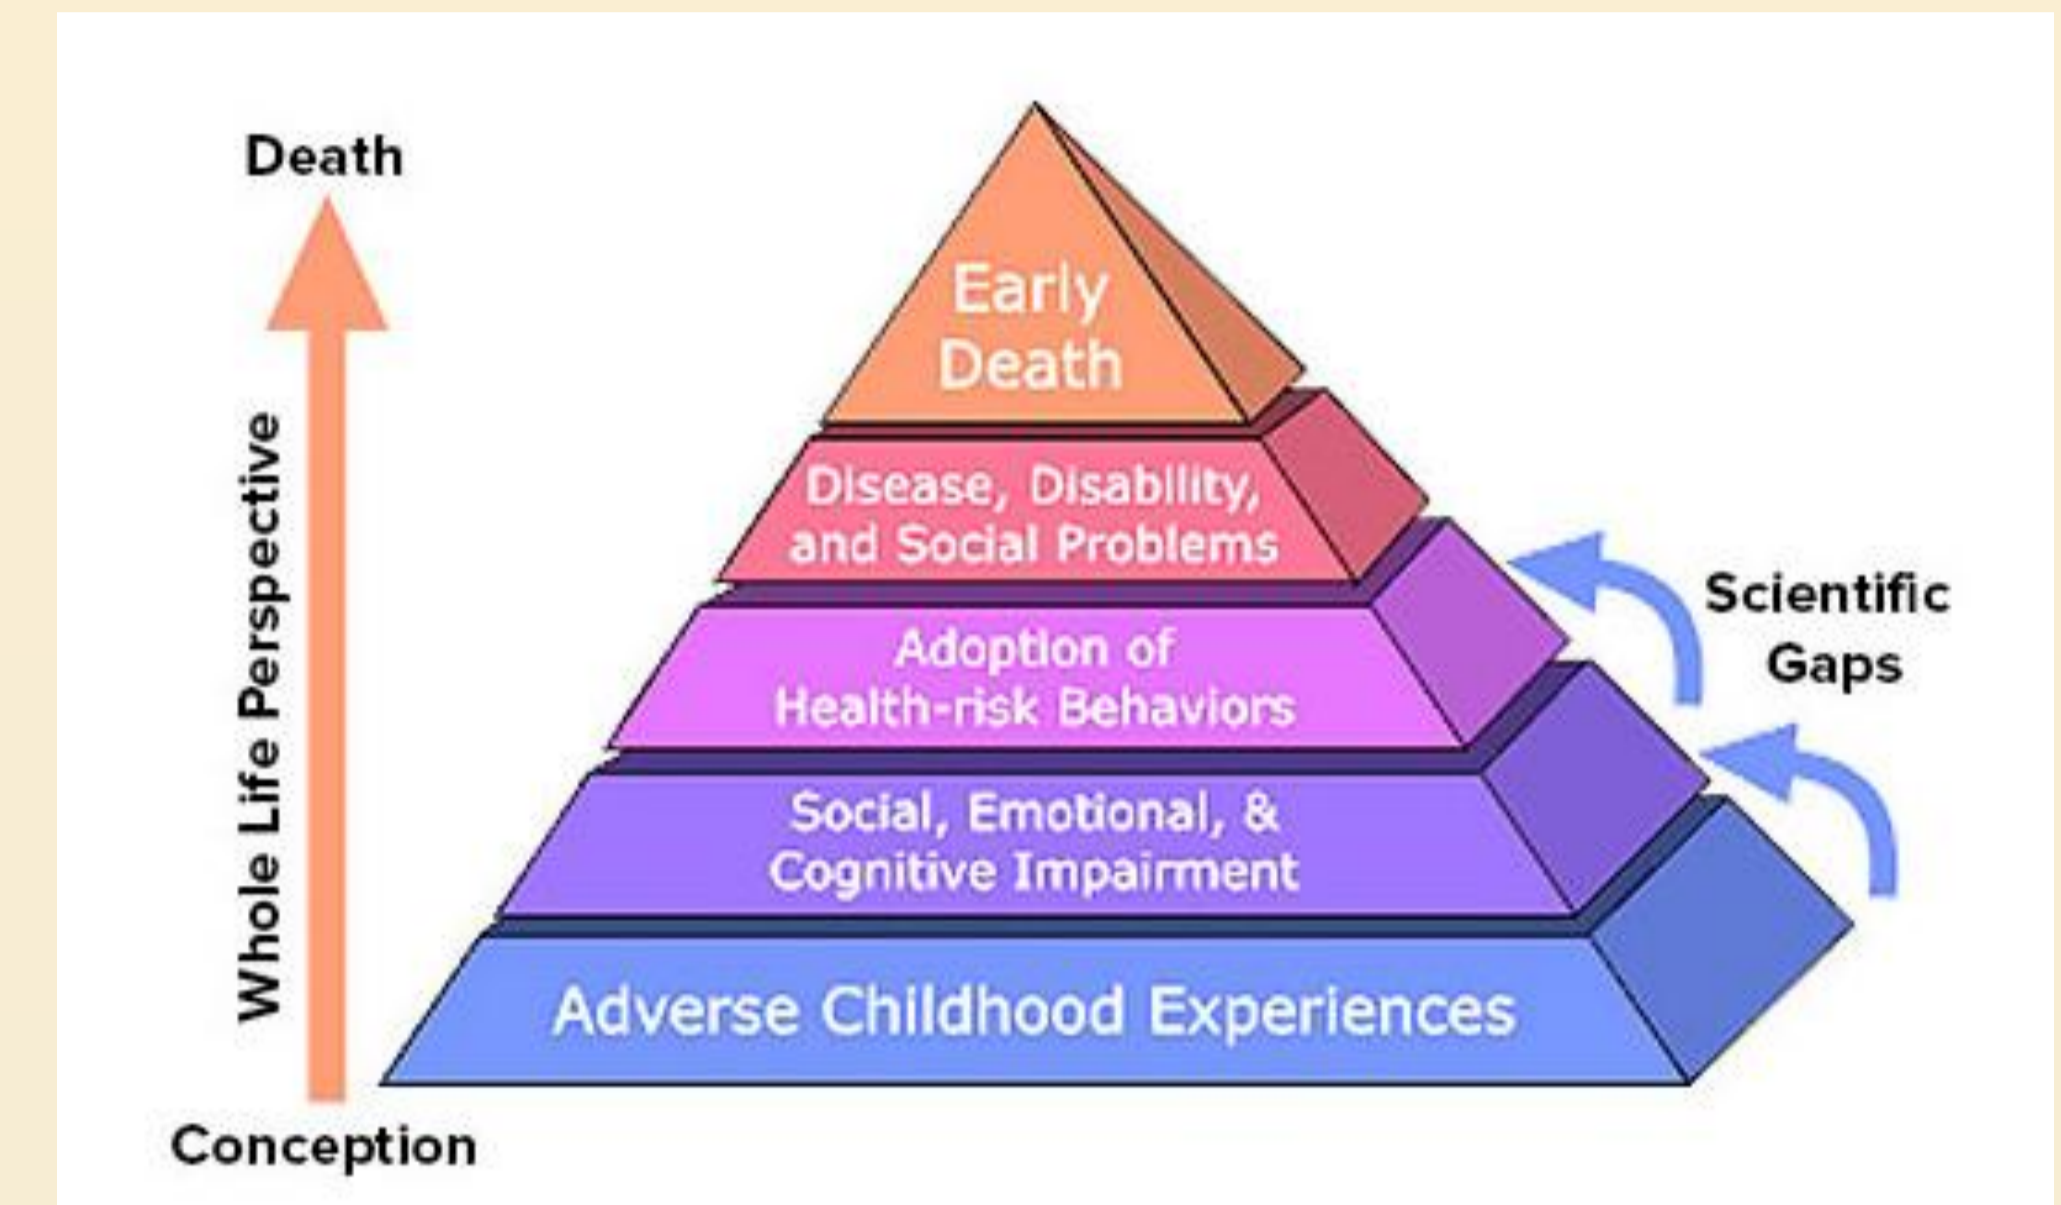 Death
Whole Life Perspective
Conception
Early
Death
Disease, Disability,
and Social Problems
Adoption of
Health-risk Behaviors
Social, Emotional, &
Cognitive Impairment
Adverse Childhood Experiences
Scientific
Gaps